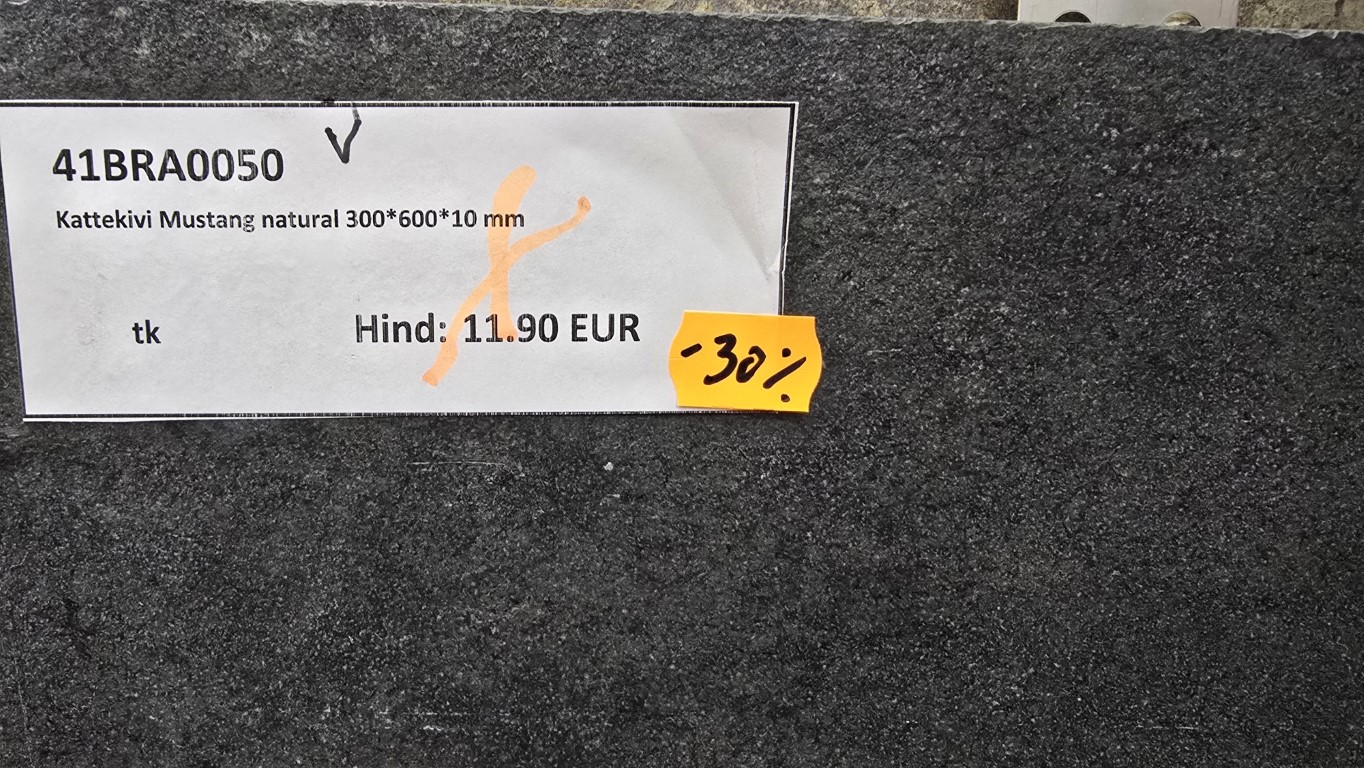 41BRA0050
Kattekivi Mustang natural 300*600*10 mm
tk
Hind: 11.90 EUR
-30%